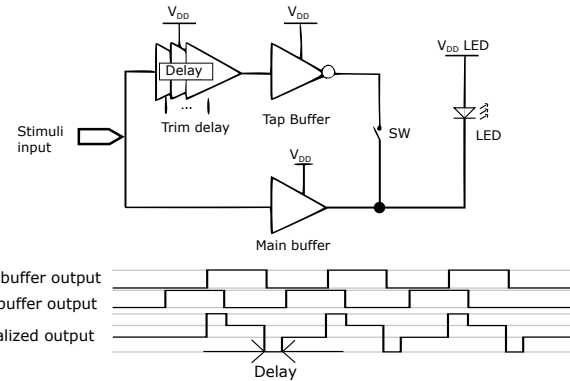 VDD
VDD
VDD LED
Delay
...
Trim delay
Tap Buffer
SW
LED
Stimuli
input
VDD
Main buffer
buffer output
buffer output
output
Delay